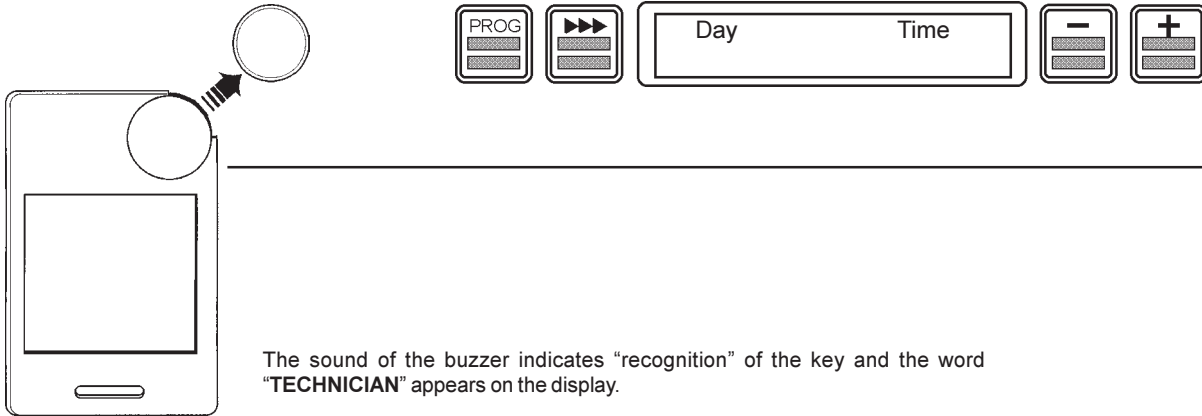 PROG
Day Time
The sound of the buzzer indicates “recognition” of the key and the word
“TECHNICIAN” appears on the display.